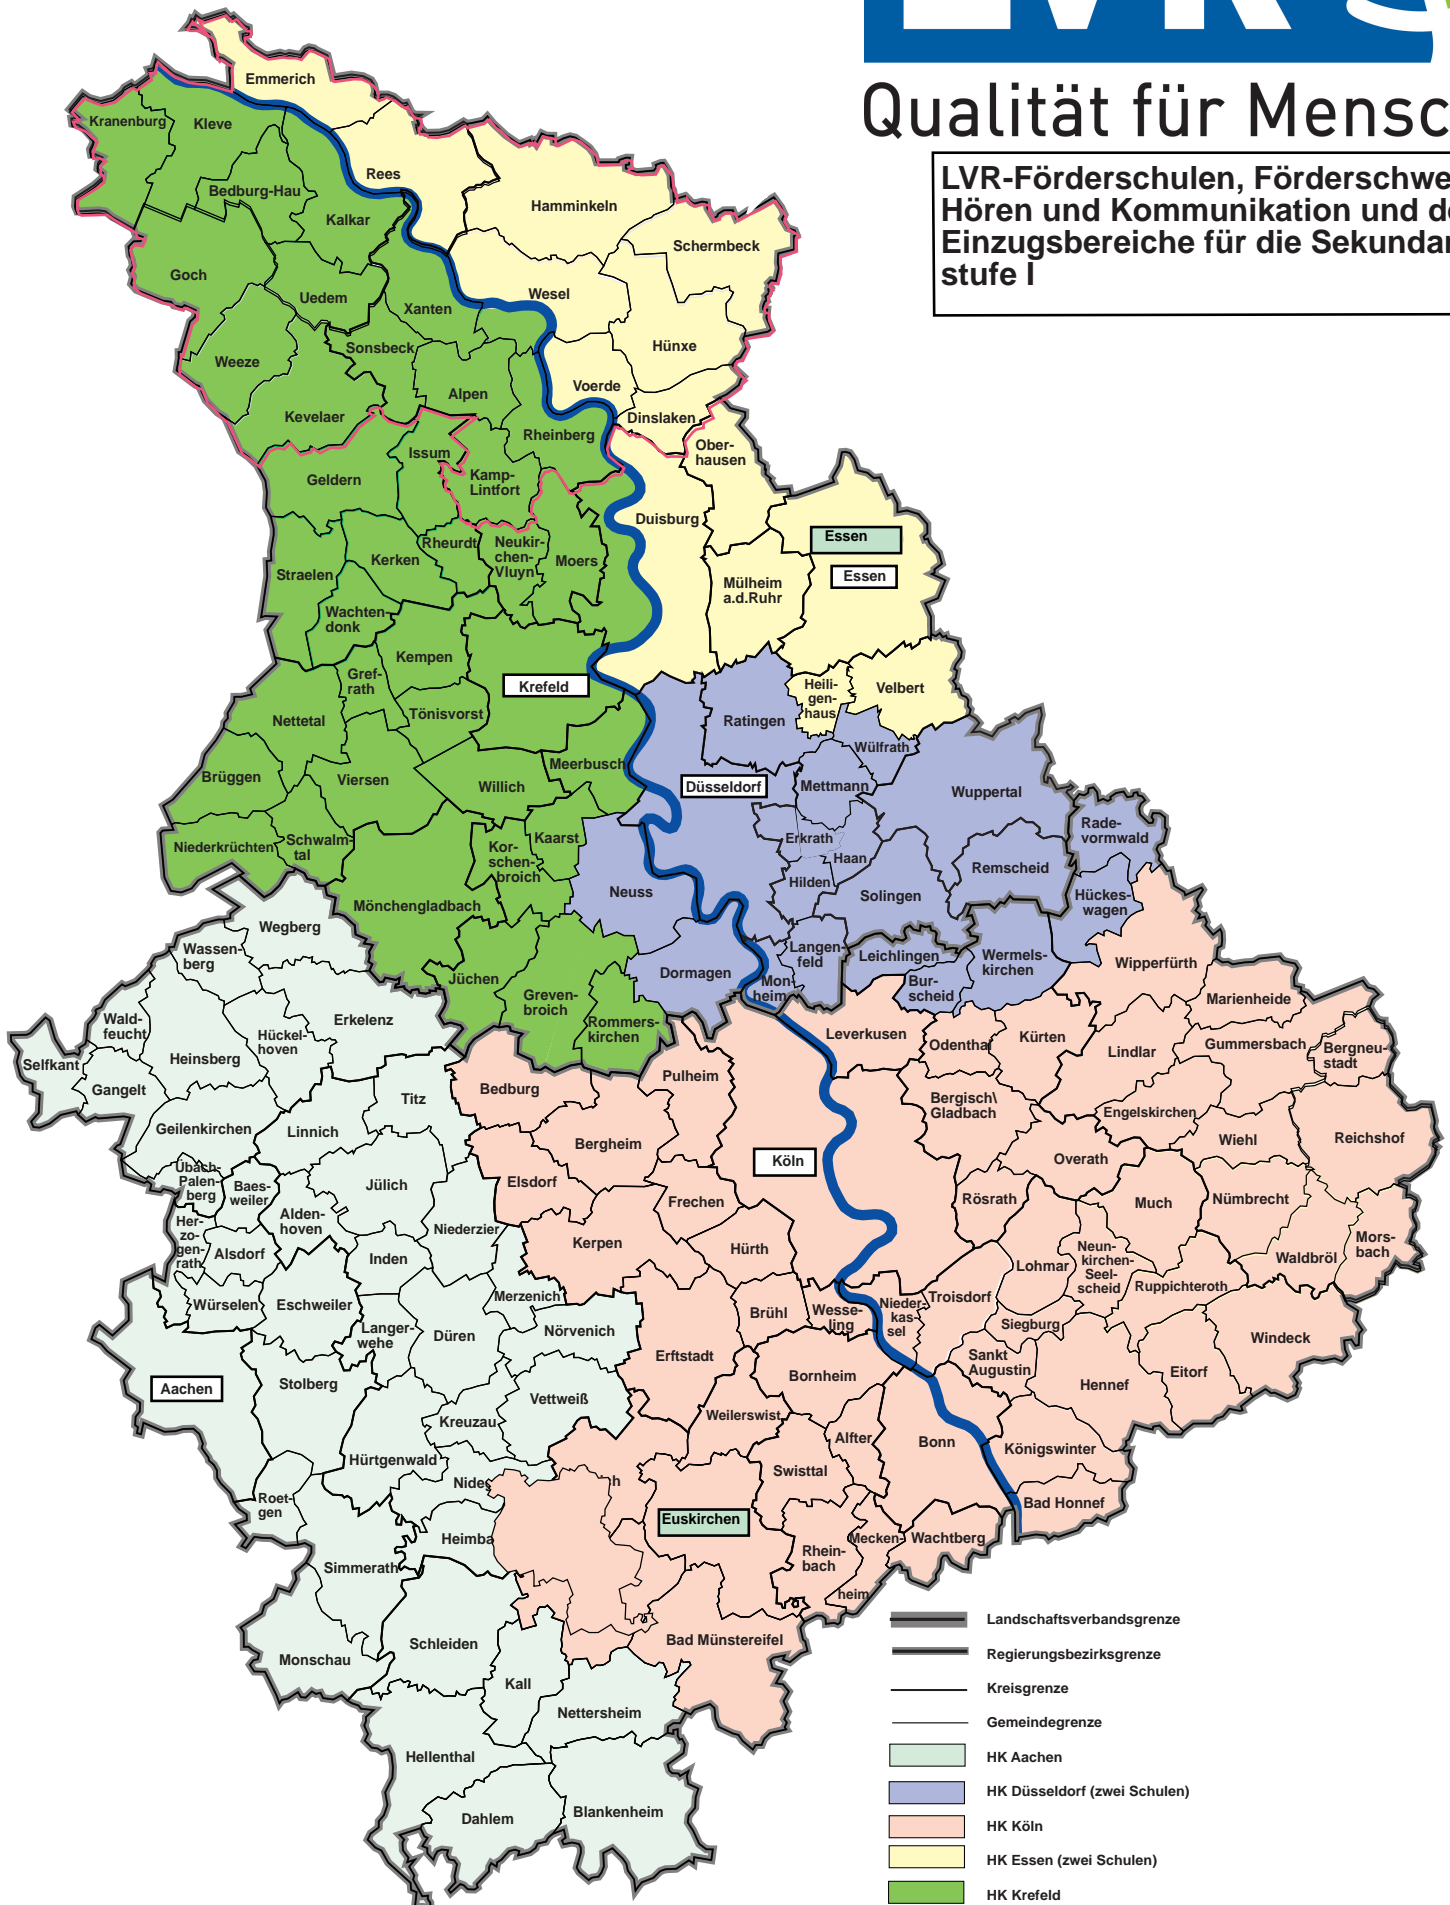 LVR
Qualität für Mensc
LVR-Förderschulen, Förderschwe
Hören und Kommunikation und de
Einzugsbereiche für die Sekundar
stufe I
Emmerich
Kranenburg
Kleve
Rees
Bedburg-Hau
Hamminkeln
Kalkar
Schermbeck
Goch
Uedem
Wesel
Xanten
Sonsbeck
Hünxe
Weeze
Voerde
Alpen
Kevelaer
Dinslaken
Rheinberg
Ober-
hausen
Issum
Geldern
Kamp-
Lintfort
Duisburg
Essen
Essen
Rheurdt
Neukir-
chen-
Vluyn
Kerken
Moers
Straelen
Mülheim
a.d.Ruhr
Wachten-
donk
Kempen
Gref-
rath
Krefeld
Heili-
gen-
haus
Velbert
Tönisvorst
Nettetal
Ratingen
Wülfrath
Meerbusch
Brüggen
Viersen
Willich
Düsseldorf
Mettmann
Wuppertal
Rade-
vormwald
Kaarst
Erkrath
Schwalm-
tal
Niederkrüchten
Kor-
schen-
broich
Haan
Remscheid
Hilden
Neuss
Solingen
Hückes-
wagen
Mönchengladbach
Wegberg
Wassen-
berg
Langen-
feld
Leichlingen
Wermels-
kirchen
Wipperfürth
Dormagen
Mon-
heim
Bur-
scheid
Jüchen
Greven-
broich
Marienheide
Wald-
feucht
Erkelenz
Rommers-
kirchen
Hückel-
hoven
Leverkusen
Odenthal
Kürten
Lindlar
Gummersbach
Bergneu-
stadt
Selfkant
Heinsberg
Gangelt
Pulheim
Bedburg
Titz
Bergisch\
Gladbach
Engelskirchen
Geilenkirchen
Linnich
Bergheim
Wiehl
Reichshof
Köln
Overath
Übach-
Palen-
berg
Baes-
weiler
Jülich
Elsdorf
Frechen
Rösrath
Much
Nümbrecht
Alden-
hoven
Niederzier
Her-
zo-
gen-
rath
Alsdorf
Inden
Kerpen
Hürth
Neun-
kirchen-
Seel-
scheid
Mors-
bach
Lohmar
Waldbröl
Ruppichteroth
Würselen
Eschweiler
Merzenich
Brühl
Wesse-
ling
Nieder-
kas-
sel
Troisdorf
Siegburg
Langer-
wehe
Düren
Nörvenich
Windeck
Erftstadt
Sankt
Augustin
Aachen
Stolberg
Bornheim
Hennef
Eitorf
Vettweiß
Weilerswist
Kreuzau
Alfter
Bonn
Königswinter
Hürtgenwald
Swisttal
Nideg
ch
Roet-
gen
Bad Honnef
Euskirchen
Heimba
Mecken-
heim
Wachtberg
Rhein-
bach
Simmerath
Schleiden
Bad Münstereifel
Monschau
Kall
Nettersheim
Hellenthal
Dahlem
Blankenheim
Landschaftsverbandsgrenze
Regierungsbezirksgrenze
Kreisgrenze
Gemeindegrenze
HK Aachen
HK Düsseldorf (zwei Schulen)
HK Köln
HK Essen (zwei Schulen)
HK Krefeld